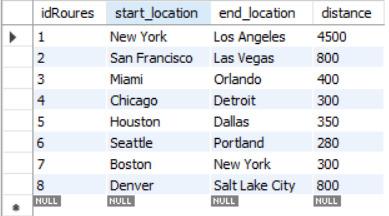 idRoures start_location end_location distance
1 New York Los Angeles 4500
2 San Francisco Las Vegas 800
3 Miami Orlando 400
4 Chicago Detroit 300
5 Houston Dallas 350
6 Seattle Portland 280
7 Boston New York 300
8 Denver Salt Lake City 800
NULL NULL NULL NULL